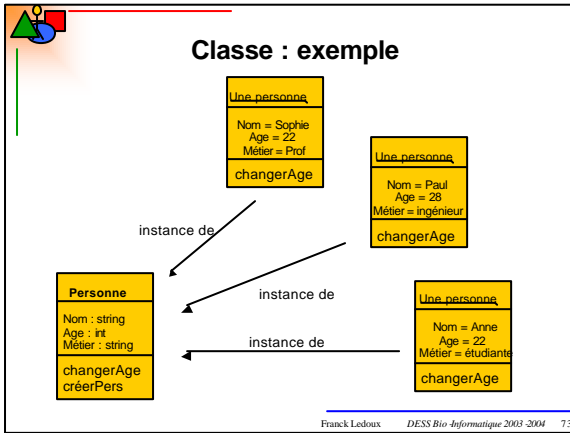 Classe : exemple
Une personne
Nom = Sophie
Age = 22
Métier = Prof
changerAge
Une personne
Nom = Paul
Age = 28
Métier = ingénieur
changerAge
instance de
instance de
instance de
Personne
Nom : string
Age : int
Métier : string
changerAge
créerPers
Une personne
Nom = Anne
Age = 22
Métier = étudiante
changerAge
Franck Ledoux DESS Bio-Informatique 2003-2004 73